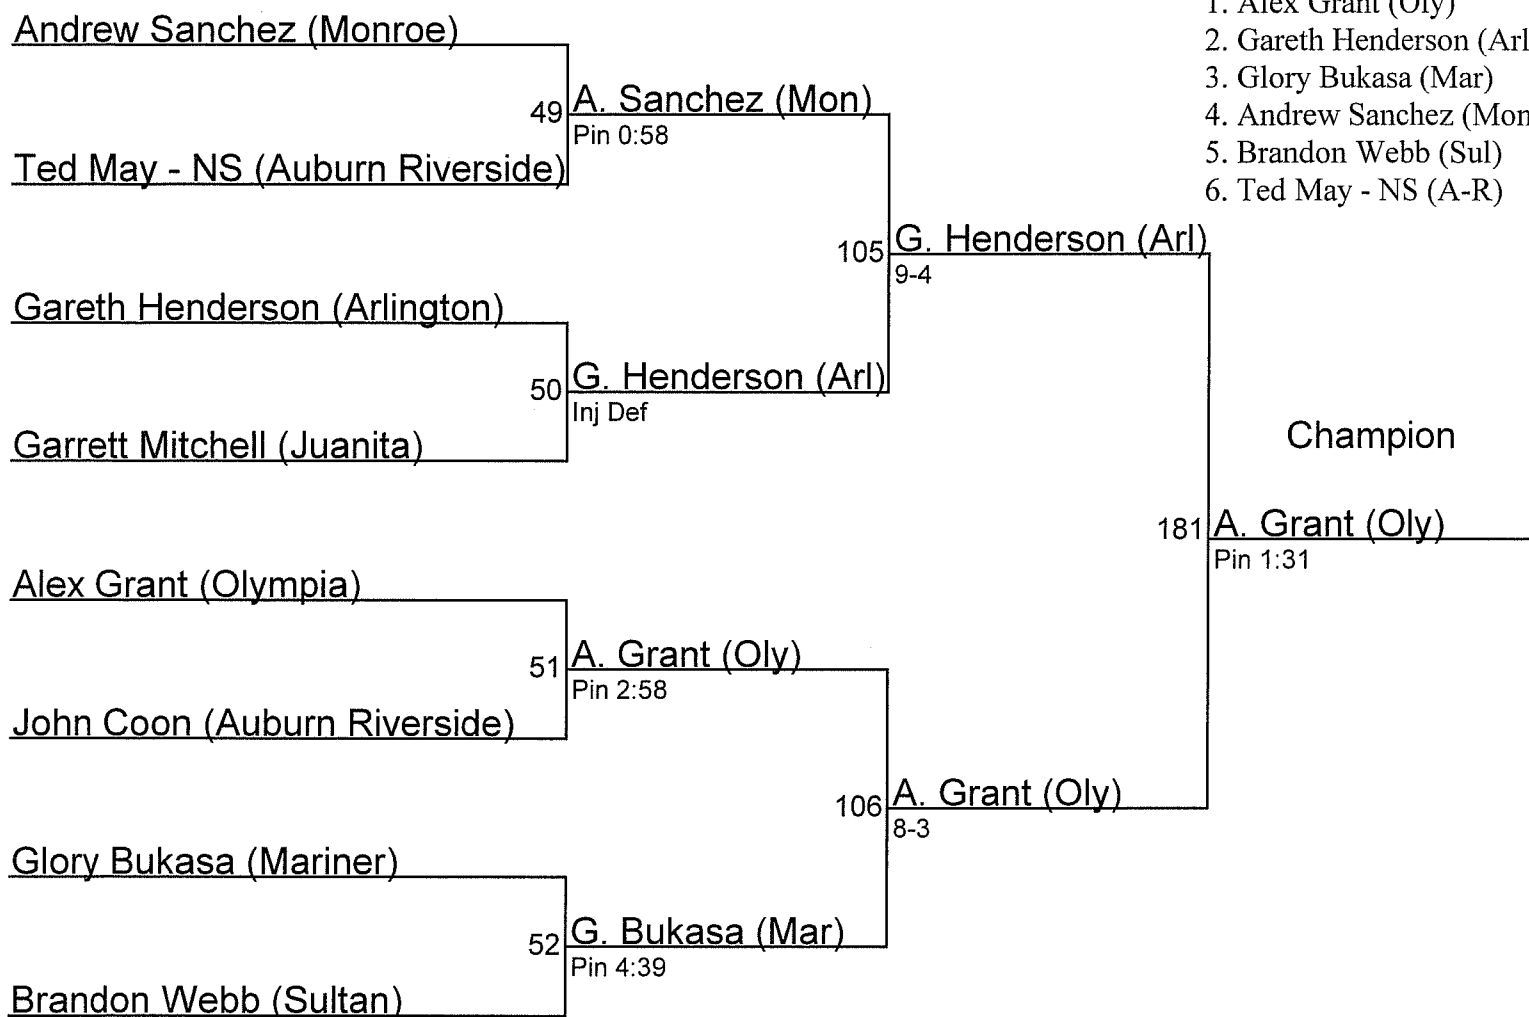 Andrew Sanchez (Monroe)
49
A. Sanchez (Mon)
Pin 0:58
Ted May - NS (Auburn Riverside)
105
G. Henderson (Arl)
9-4
Gareth Henderson (Arlington)
50
G. Henderson (Arl)
Inj Def
Garrett Mitchell (Juanita)
Champion
181
A. Grant (Oly)
Pin 1:31
Alex Grant (Olympia)
51
A. Grant (Oly)
Pin 2:58
John Coon (Auburn Riverside)
106
A. Grant (Oly)
8-3
Glory Bukasa (Mariner)
52
G. Bukasa (Mar)
Pin 4:39
Brandon Webb (Sultan)
1. Alex Grant (Oly)
2. Gareth Henderson (Arl
3. Glory Bukasa (Mar)
4. Andrew Sanchez (Mon
5. Brandon Webb (Sul)
6. Ted May - NS (A-R)